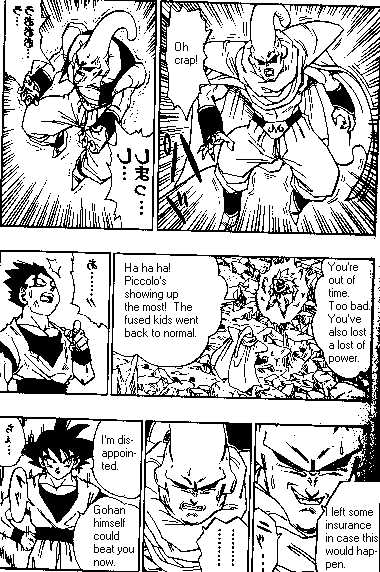 Oh
crap!
You're
out of
time.
Too bad.
You've
also lost
a lost of
power.
Ha ha ha!
Piccolo's
showing up
the most! The
fused kids went
back to normal.
I left some
insurance
in case this
would hap-
pen.
I'm dis-
appoin-
ted.
Gohan
himself
could
beat you
now.